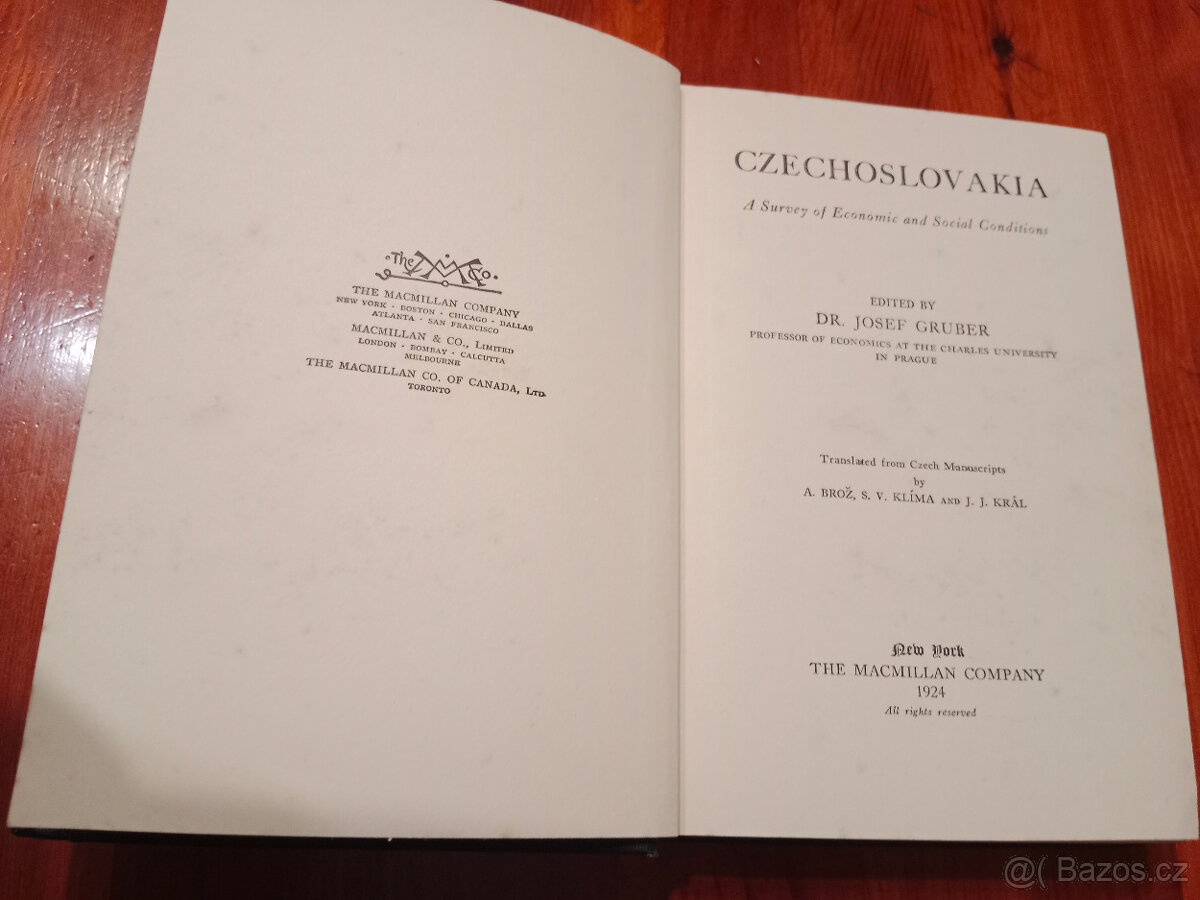 The M Co.
THE MACMILLAN COMPANY
NEW YORK · BOSTON · CHICAGO · DALLAS
ATLANTA · SAN FRANCISCO
MACMILLAN & CO., LIMITED
LONDON · BOMBAY · CALCUTTA
MELBOURNE
THE MACMILLAN CO. OF CANADA, LTD.
TORONTO
CZECHOSLOVAKIA
A Survey of Economic and Social Conditions
EDITED BY
DR. JOSEF GRUBER
PROFESSOR OF ECONOMICS AT THE CHARLES UNIVERSITY
IN PRAGUE
Translated from Czech Manuscripts
by
A. BROŽ, S. V. KLÍMA AND J. J. KRÁL
New York
THE MACMILLAN COMPANY
1924
All rights reserved
@( Bazos.cz